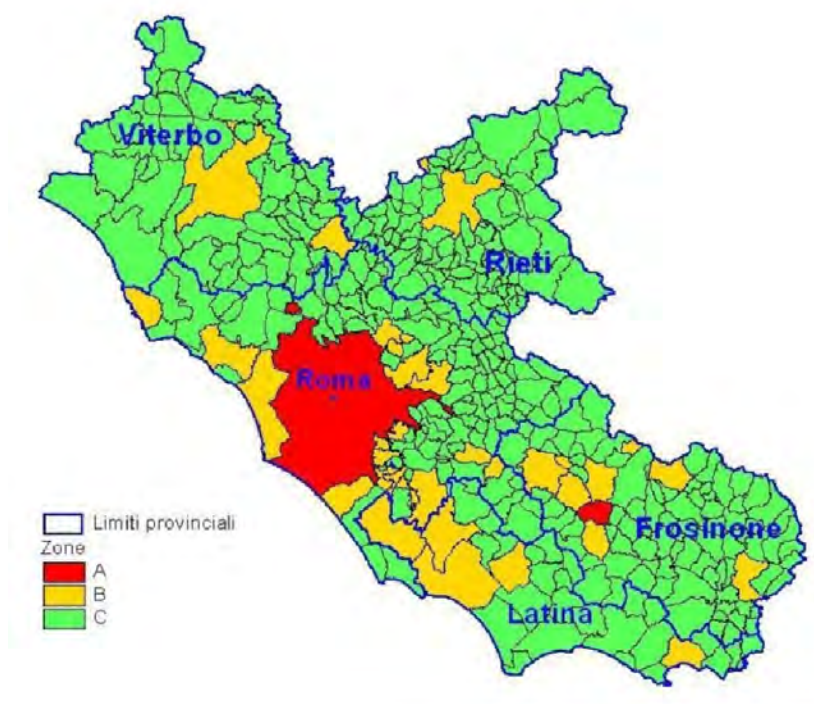 Viterbo
Rieti
Roma
Frosinone
Latina
Limiti provinciali
Zone
A
B
C